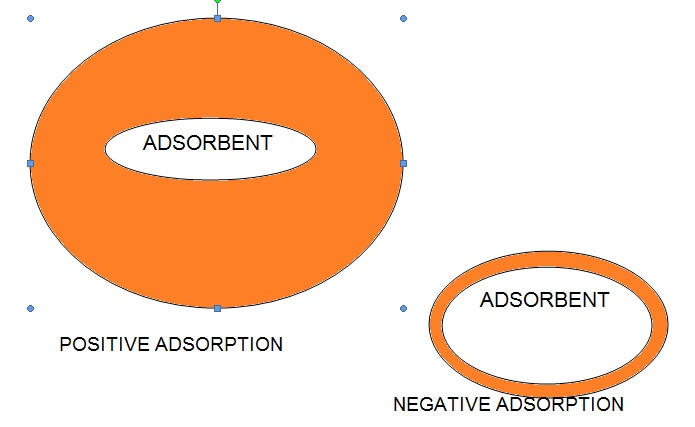 ADSORBENT
POSITIVE ADSORPTION
ADSORBENT
NEGATIVE ADSORPTION